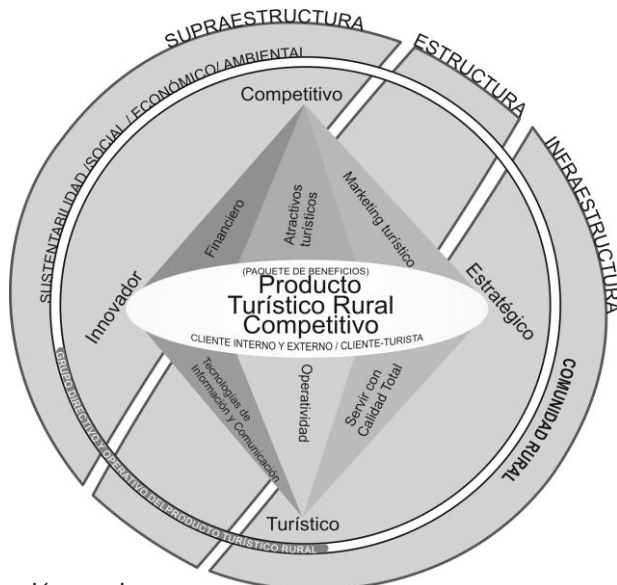 SUPRAESTRUCTURA
ESTRUCTURA
INFRAESTRUCTURA
SUSTENTABILIDAD /SOCIAL / ECONÓMICO/ AMBIENTAL
Competitivo
Financiero
Atractivos
turísticos
Marketing turístico
Innovador
Estratégico
(PAQUETE DE BENEFICIOS)
Producto
Turístico Rural
Competitivo
CLIENTE INTERNO Y EXTERNO / CLIENTE-TURISTA
Tecnologías de
Información y Comunicación
Operatividad
Servir con
Calidad Total
Turístico
COMUNIDAD RURAL
GRUPO DIRECTIVO Y OPERATIVO DELPRODUCTO TURÍSTICO RURAL